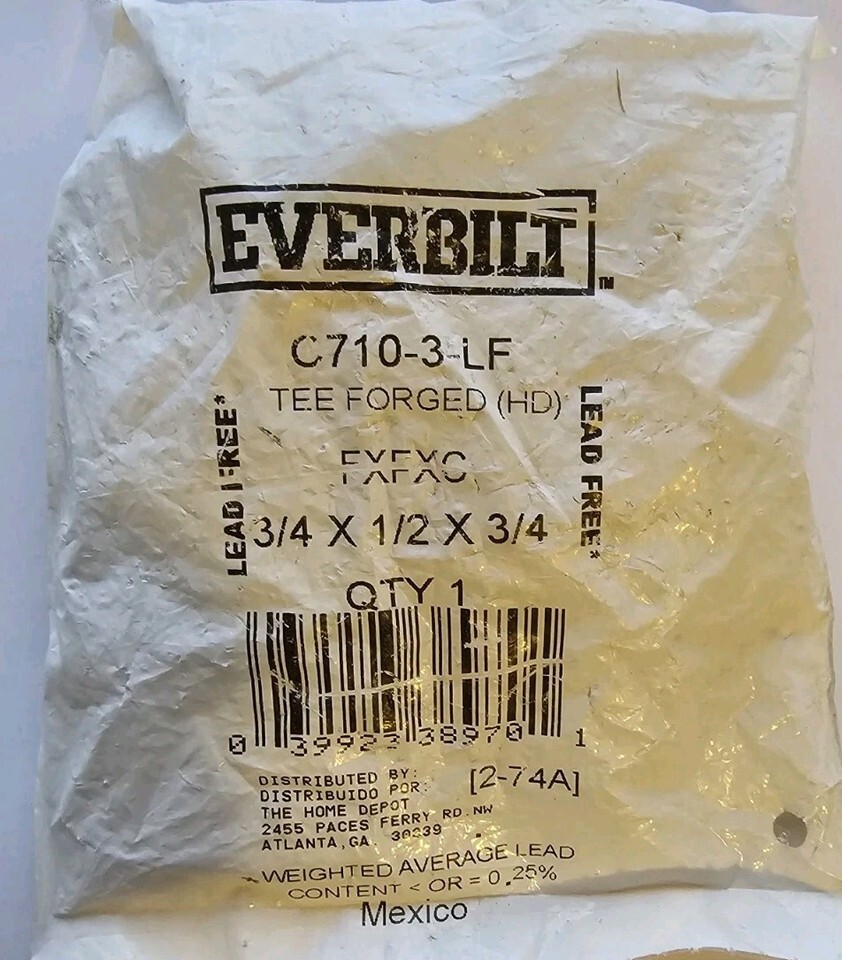 EVERBILT
TM
C710-3-LF
TEE FORGED (HD)
LEAD FREE*
LEAD FREE*
FXFXC
3/4 X 1/2 X 3/4
QTY 1
0 39923 38970 1
DISTRIBUTED BY: [2-74A]
DISTRIBUIDO POR:
THE HOME DEPOT
2455 PACES FERRY RD.NW
ATLANTA,GA. 30339
WEIGHTED AVERAGE LEAD
CONTENT < OR = 0.25%
Mexico